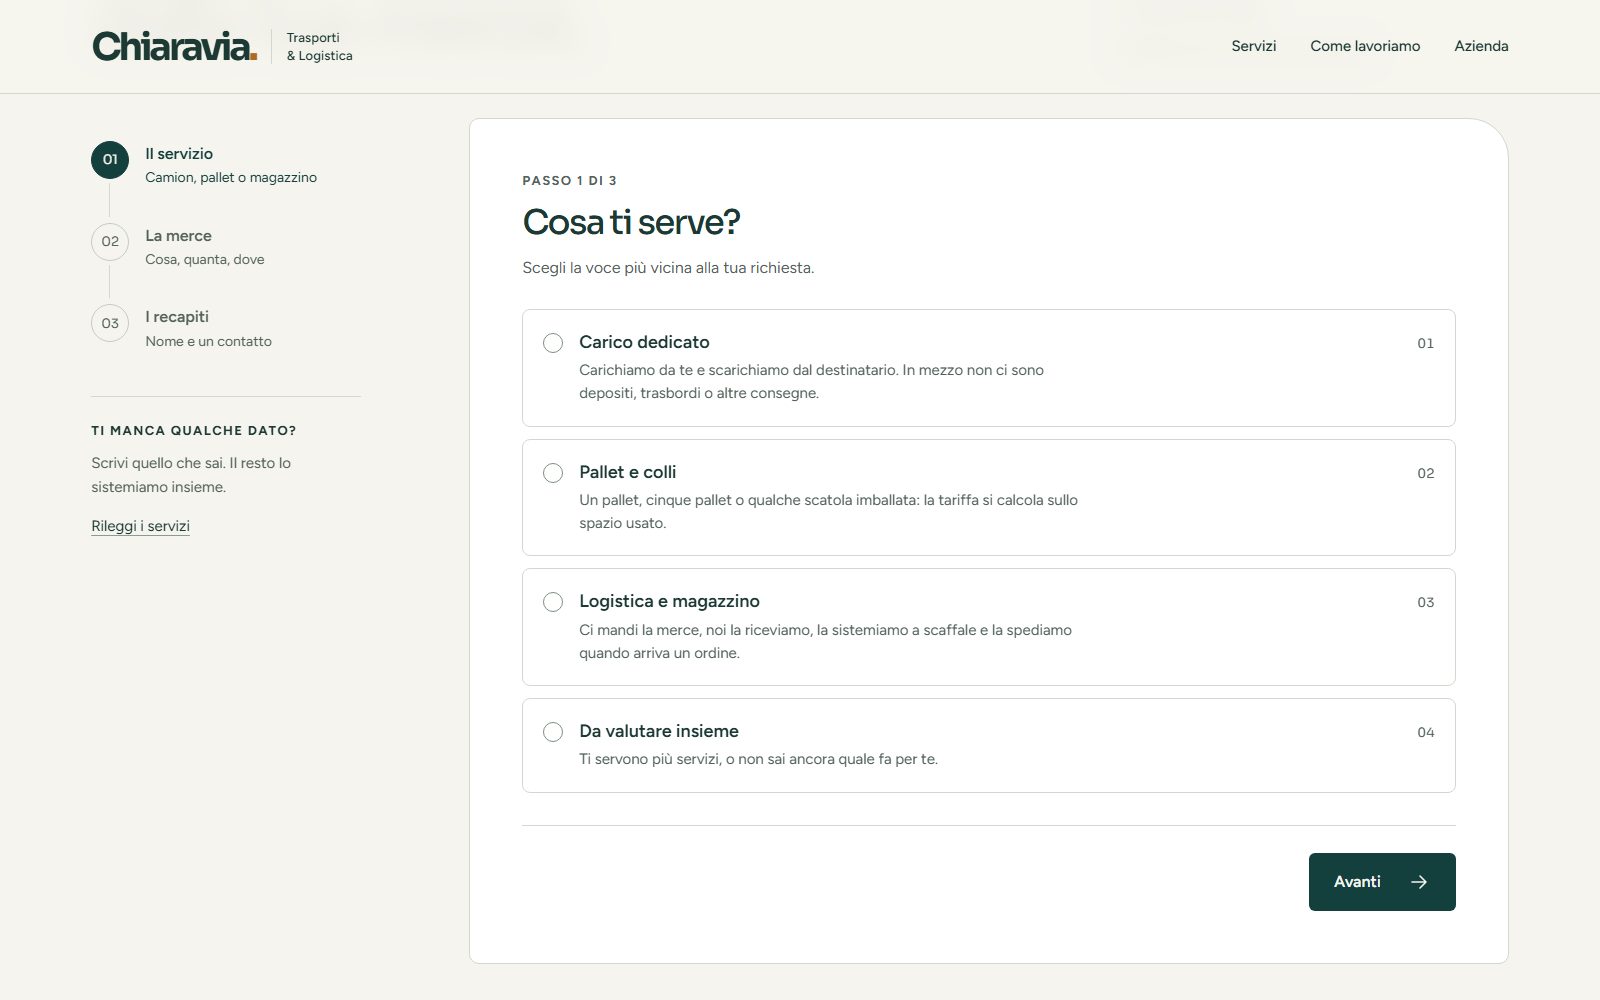 Chiaravia.
Trasporti
& Logistica
Servizi
Come lavoriamo
Azienda
01
Il servizio
Camion, pallet o magazzino
02
La merce
Cosa, quanta, dove
03
I recapiti
Nome e un contatto
TI MANCA QUALCHE DATO?
Scrivi quello che sai. Il resto lo
sistemiamo insieme.
Rileggi i servizi
PASSO 1 DI 3
Cosa ti serve?
Scegli la voce più vicina alla tua richiesta.
Carico dedicato
01
Carichiamo da te e scarichiamo dal destinatario. In mezzo non ci sono
depositi, trasbordi o altre consegne.
Pallet e colli
02
Un pallet, cinque pallet o qualche scatola imballata: la tariffa si calcola sullo
spazio usato.
Logistica e magazzino
03
Ci mandi la merce, noi la riceviamo, la sistemiamo a scaffale e la spediamo
quando arriva un ordine.
Da valutare insieme
04
Ti servono più servizi, o non sai ancora quale fa per te.
Avanti